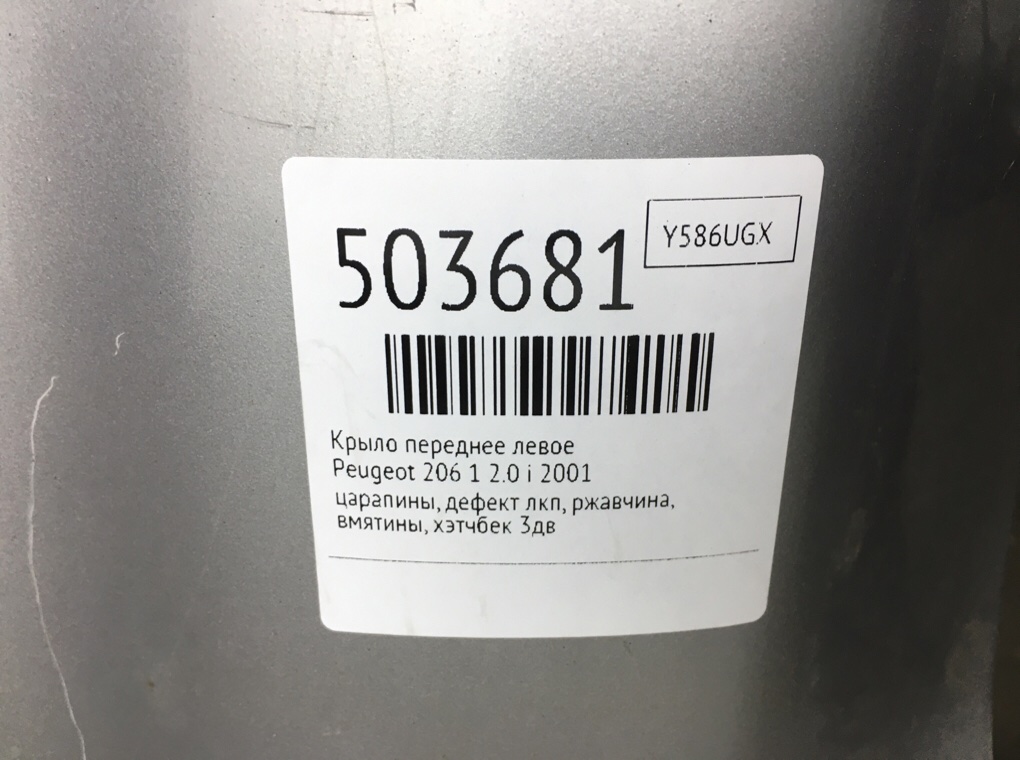 503681
Y586UGX
Крыло переднее левое
Peugeot 206 1 2.0 i 2001
царапины, дефект лкп, ржавчина,
вмятины, хэтчбек 3дв